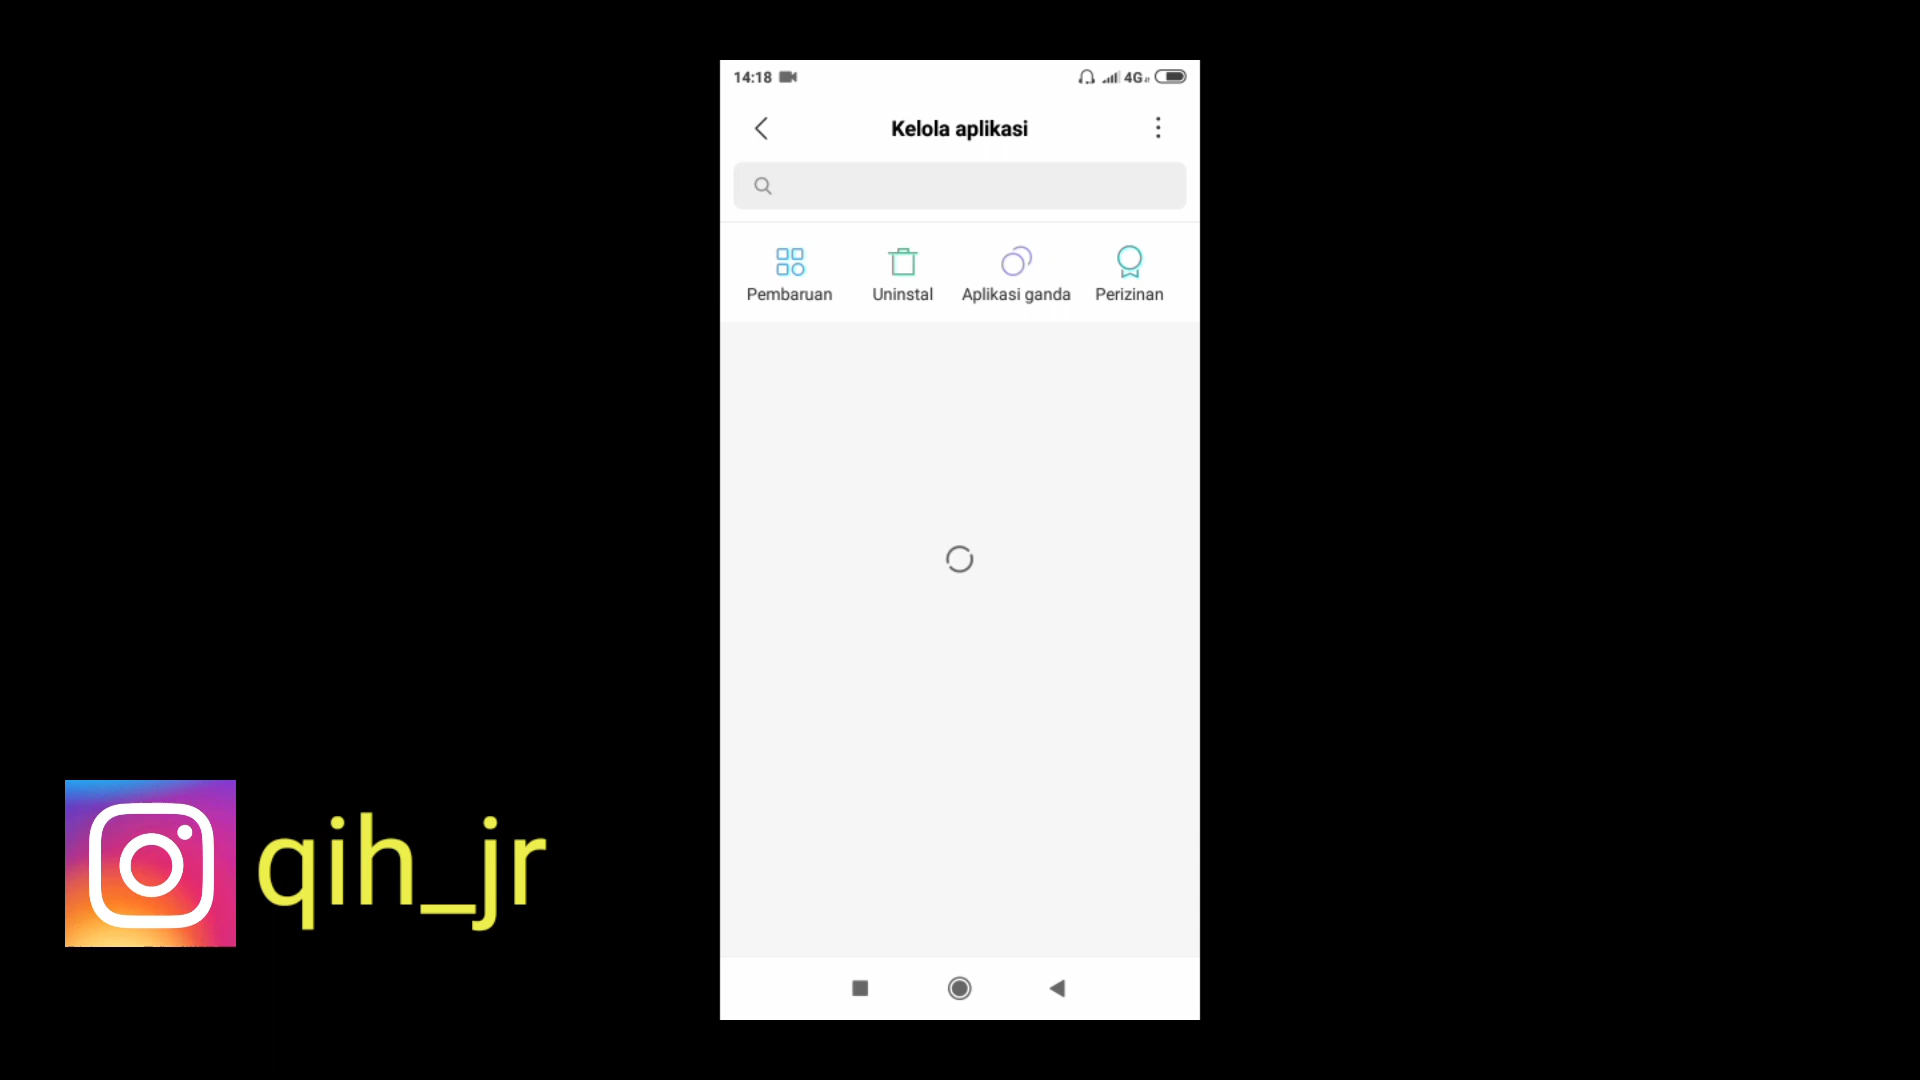 14:18 4G
Kelola aplikasi
Pembaruan Uninstal Aplikasi ganda Perizinan
qih_jr